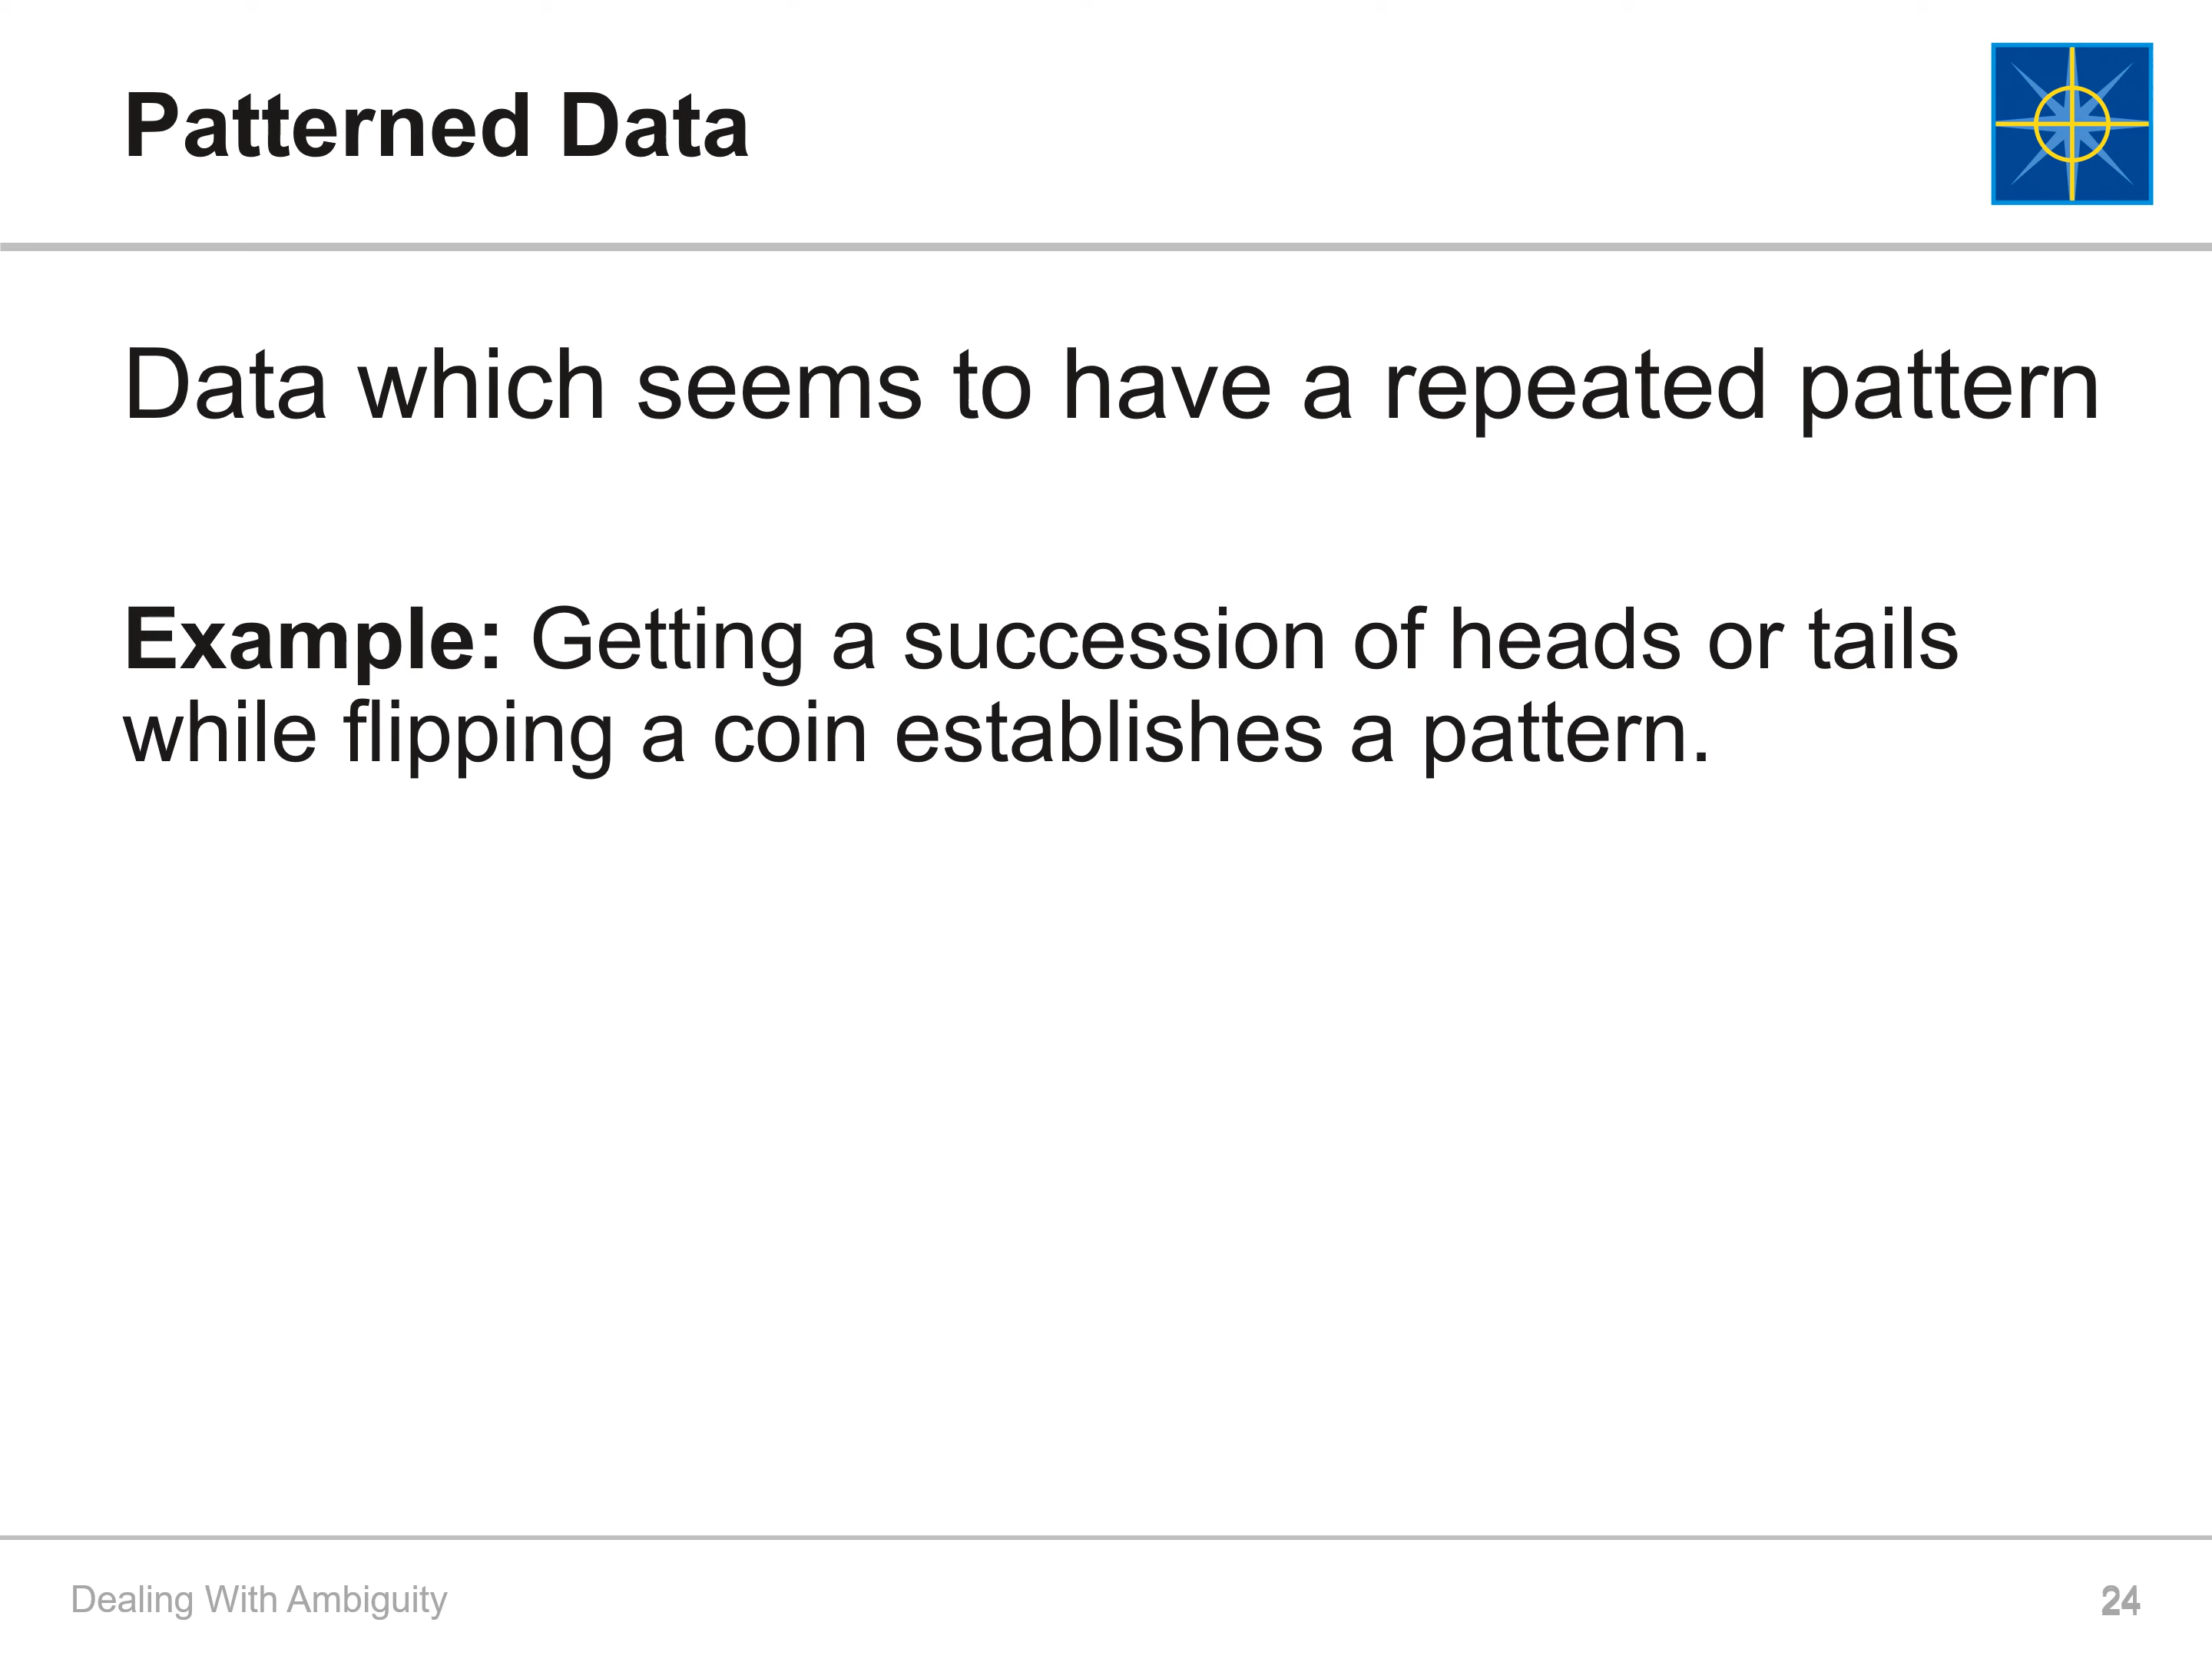 Patterned Data
Data which seems to have a repeated pattern
Example: Getting a succession of heads or tails
while flipping a coin establishes a pattern.
Dealing With Ambiguity
24